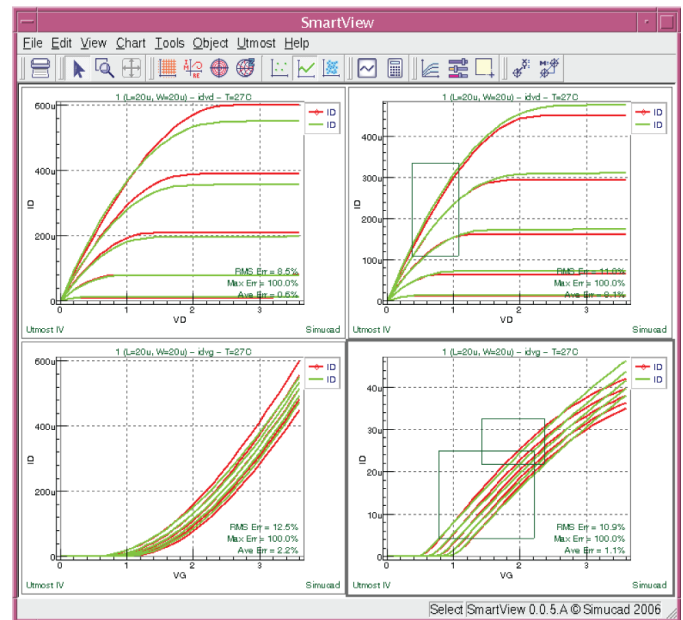 SmartView
File Edit View Chart Tools Object Utmost Help
1 (L=20u, W=20u) – idvd – T=27C
600u
400u
200u
0
ID
ID
ID
RMS Err = 8.5%
Max Err = 100.0%
Ave Err = 0.6%
0 1 2 3
VD
Utmost IV
Simucad
1 (L=20u, W=20u) – idvd – T=27C
400u
300u
200u
100u
0
ID
ID
ID
RMS Err = 11.0%
Max Err = 100.0%
Ave Err = 8.1%
0 1 2 3
VD
Utmost IV
Simucad
1 (L=20u, W=20u) – idvg – T=27C
600u
400u
200u
0
ID
ID
ID
RMS Err = 12.5%
Max Err = 100.0%
Ave Err = 2.2%
0 1 2 3
VG
Utmost IV
Simucad
1 (L=20u, W=20u) – idvg – T=27C
40u
30u
20u
10u
0
ID
ID
ID
RMS Err = 10.9%
Max Err = 100.0%
Ave Err = 1.1%
0 1 2 3
VG
Utmost IV
Simucad
Select SmartView 0.0.5.A © Simucad 2006